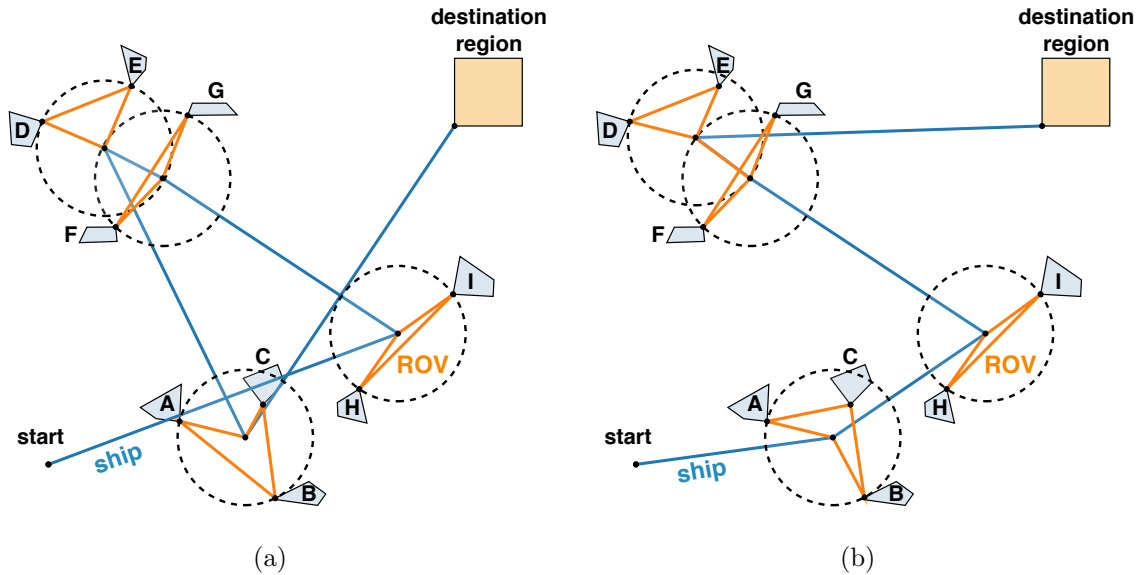 destination
region
E
G
D
F
I
C
ROV
A
H
start
ship
B
(a)
destination
region
E
G
D
F
I
C
ROV
A
H
start
ship
B
(b)